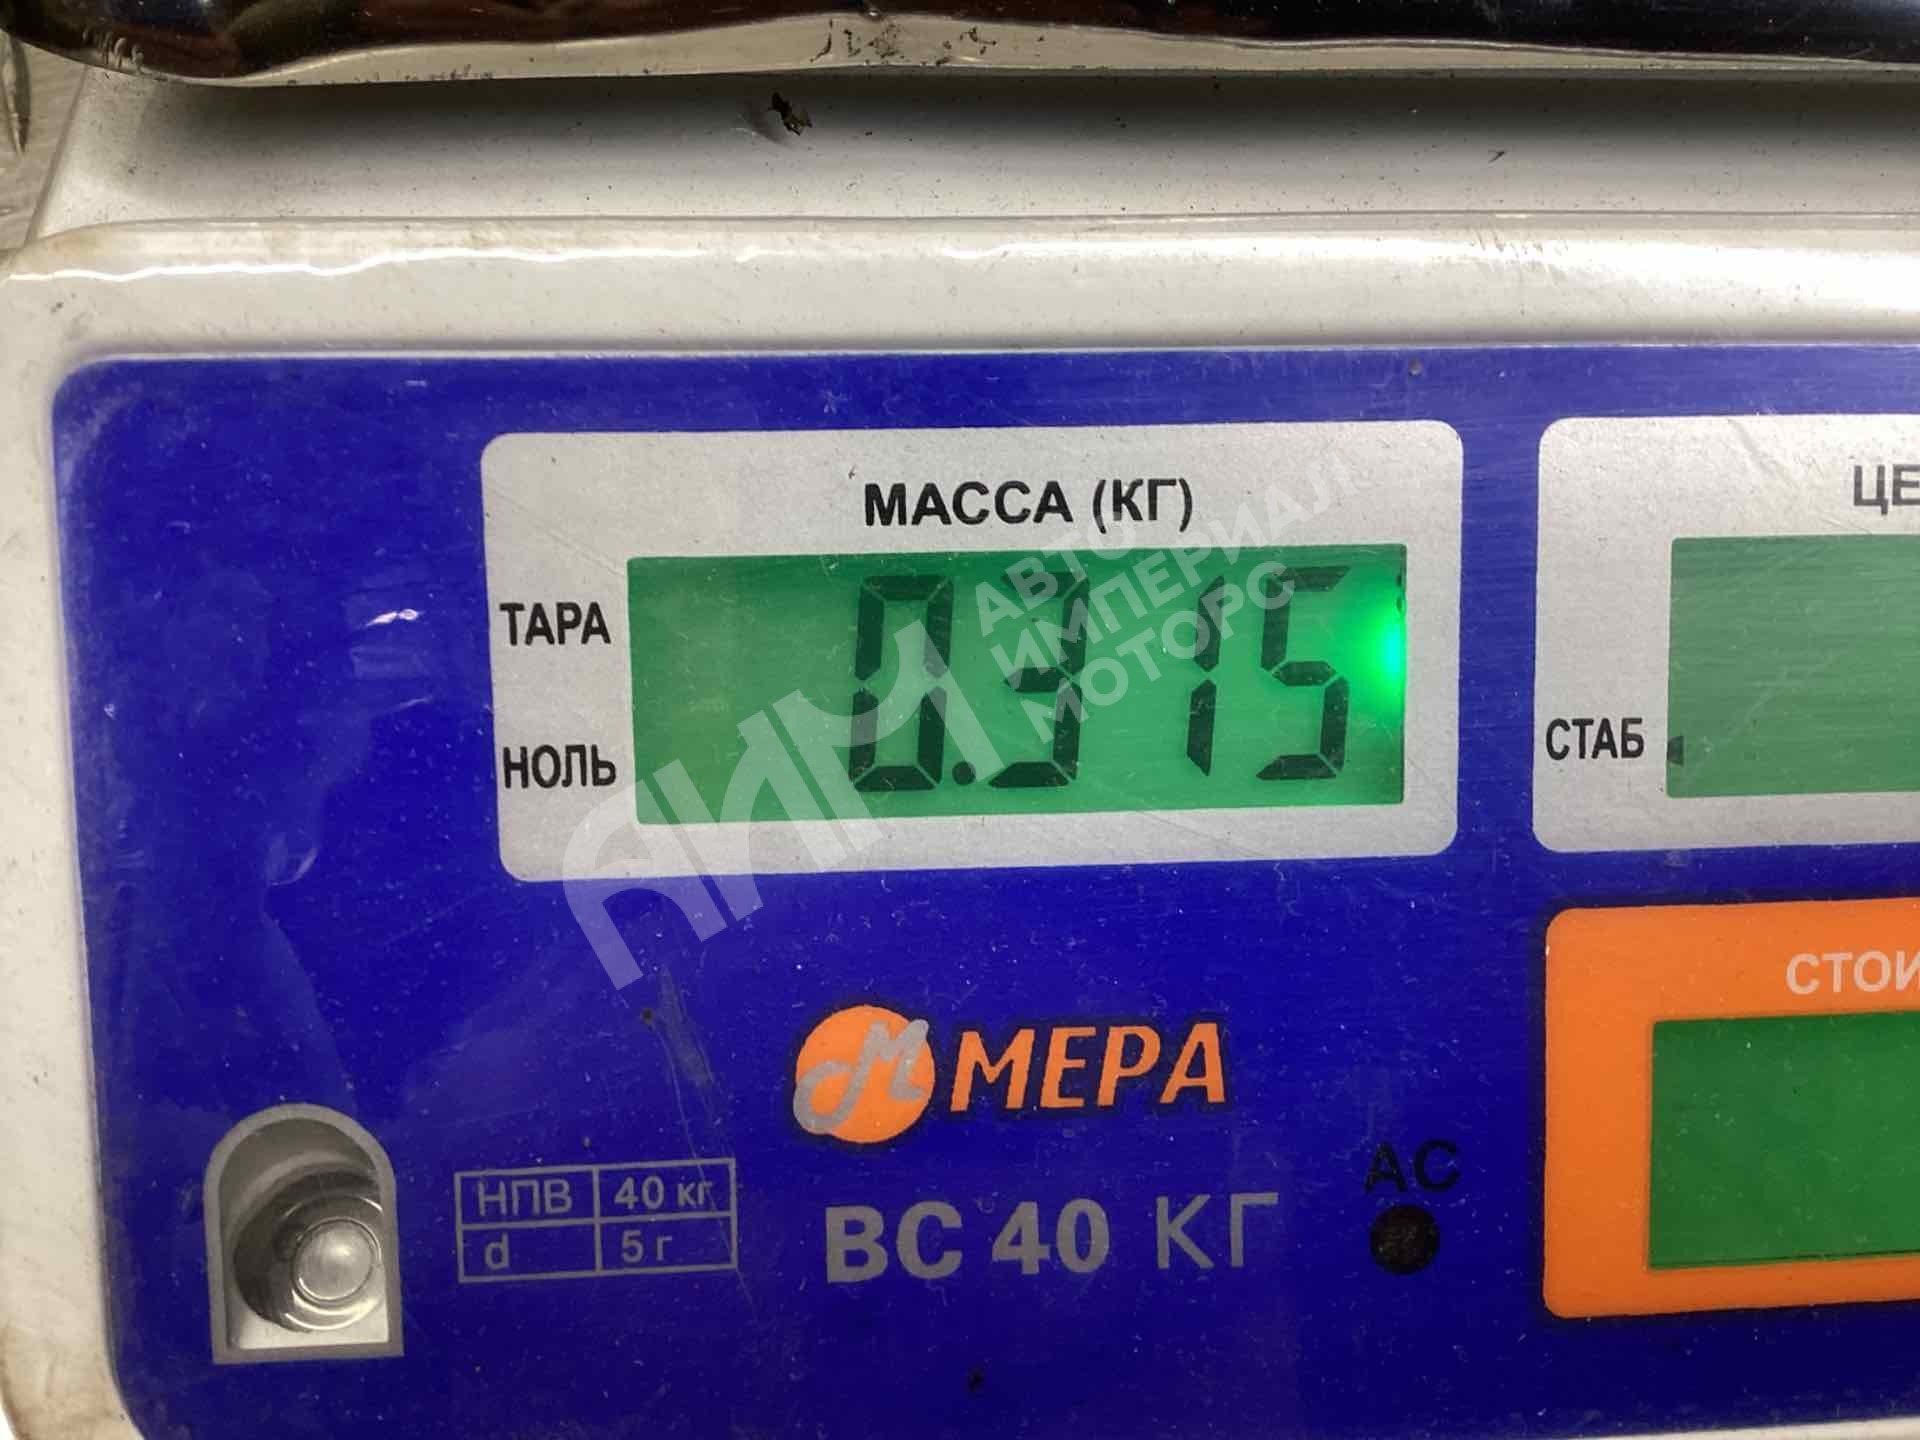 МАССА (КГ)
ЦЕ
ТАРА
0.315
НОЛЬ
СТАБ
АИМ
АВТО
ИМПЕРИАЛ
МОТОРС
СТОИ
М МЕРА
АС
НПВ 40 кг
d 5 г
ВС 40 КГ